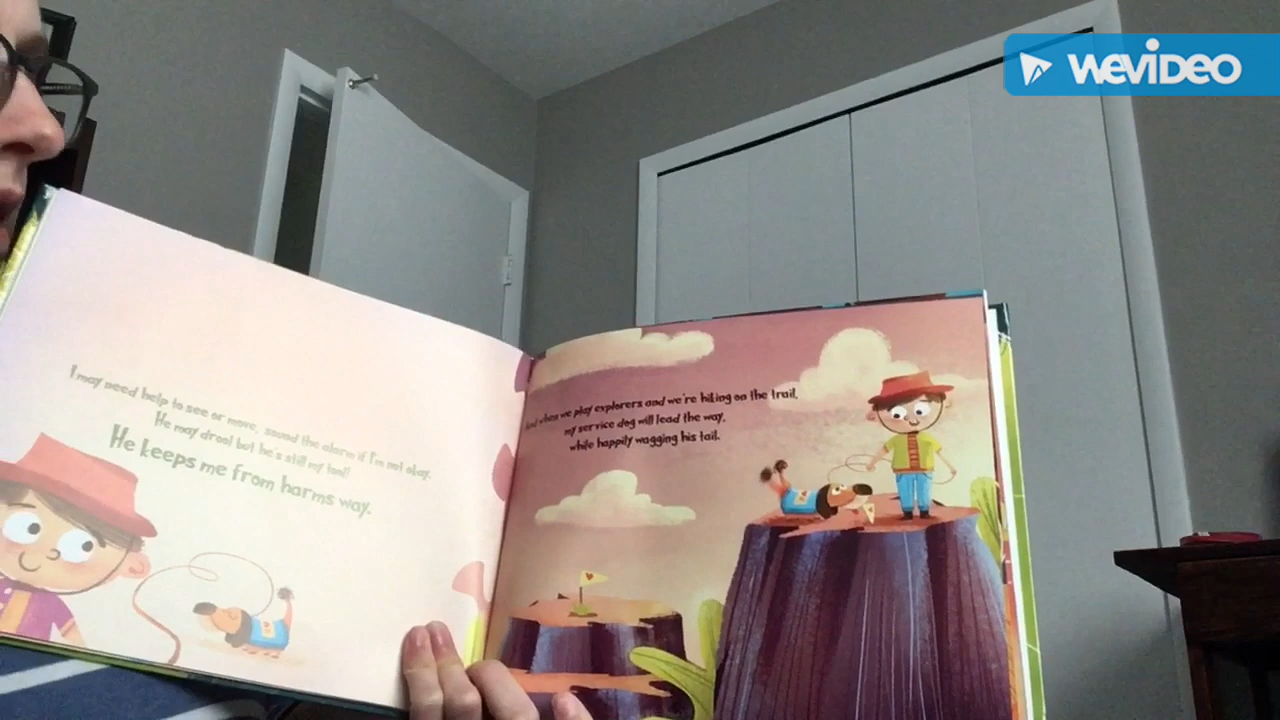 WEVIDEO
I may need help to see or move, sound the alarm if I'm not okay.
He may drool but he's still my tool!
He keeps me from harms way.
And when we play explorers and we're hiking on the trail,
my service dog will lead the way,
while happily wagging his tail.